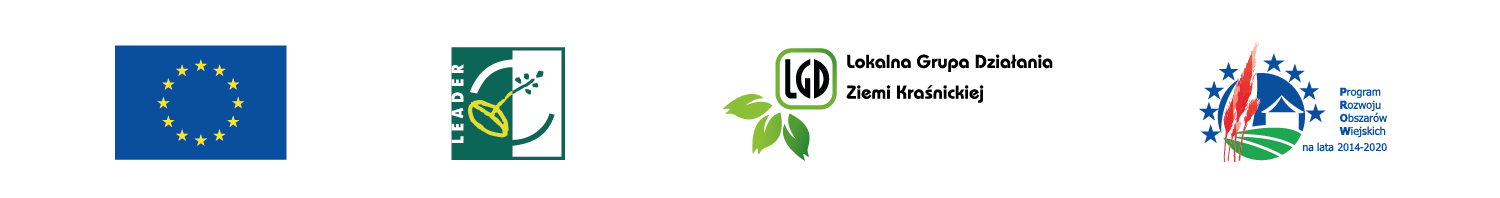 LEADER
LGD
Lokalna Grupa Działania
Ziemi Kraśnickiej
Program
Rozwoju
Obszarów
Wiejskich
na lata 2014-2020